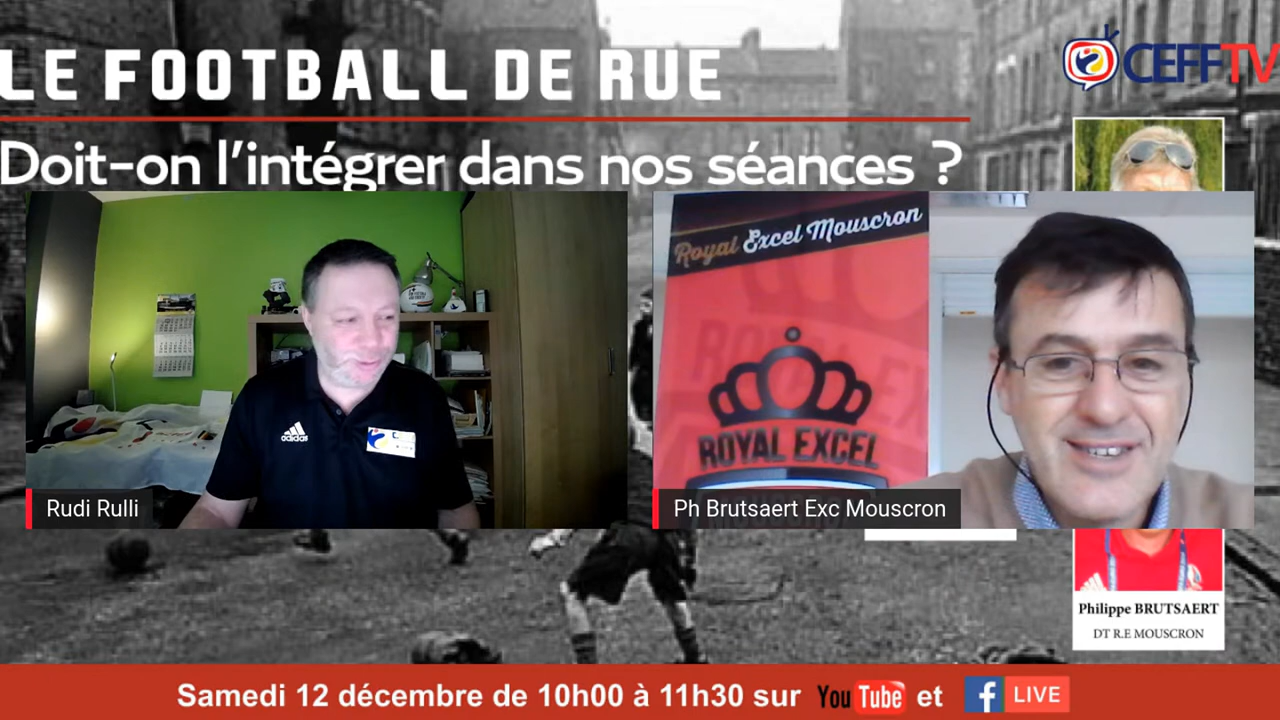 LE FOOTBALL DE RUE
CEFFTV
Doit-on l'intégrer dans nos séances ?
Royal Excel Mouscron
ROYAL EXCEL
adidas
Rudi Rulli
Ph Brutsaert Exc Mouscron
Philippe BRUTSAERT
DT R.E MOUSCRON
Samedi 12 décembre de 10h00 à 11h30 sur YouTube et f LIVE